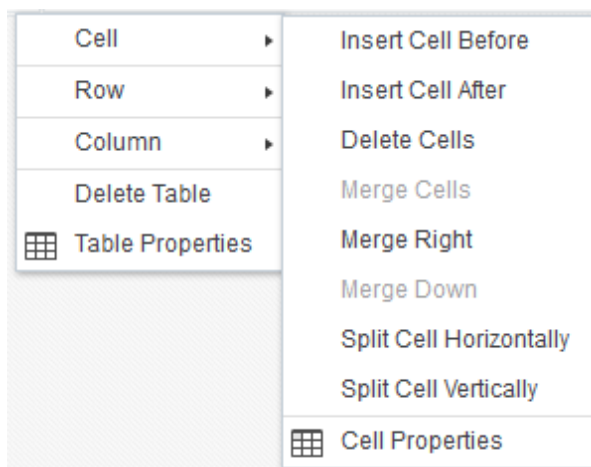 Cell
Row
Column
Delete Table
Table Properties
Insert Cell Before
Insert Cell After
Delete Cells
Merge Cells
Merge Right
Merge Down
Split Cell Horizontally
Split Cell Vertically
Cell Properties